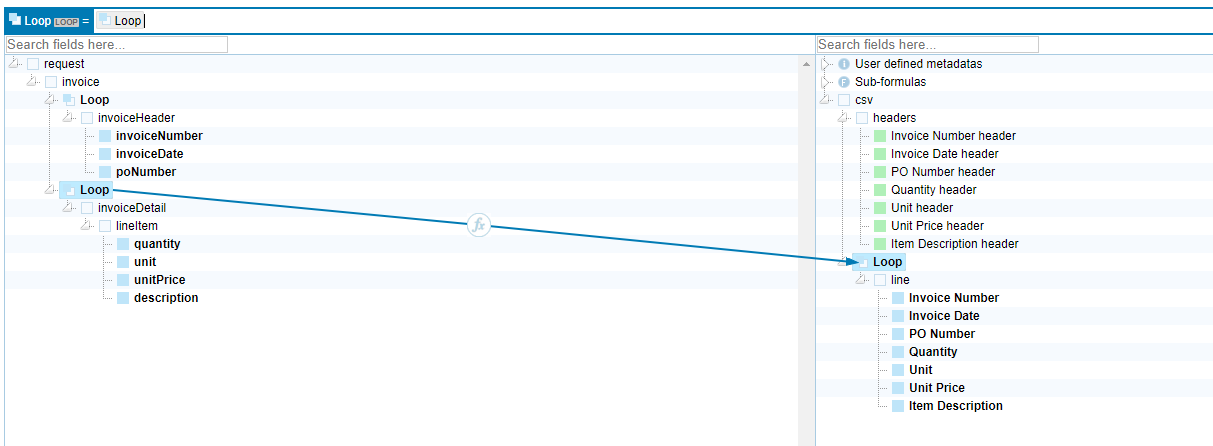 Loop LOOP = Loop
Search fields here...
request
invoice
Loop
invoiceHeader
invoiceNumber
invoiceDate
poNumber
Loop
invoiceDetail
lineItem
quantity
unit
unitPrice
description
fx
Search fields here...
i User defined metadatas
F Sub-formulas
csv
headers
Invoice Number header
Invoice Date header
PO Number header
Quantity header
Unit header
Unit Price header
Item Description header
Loop
line
Invoice Number
Invoice Date
PO Number
Quantity
Unit
Unit Price
Item Description